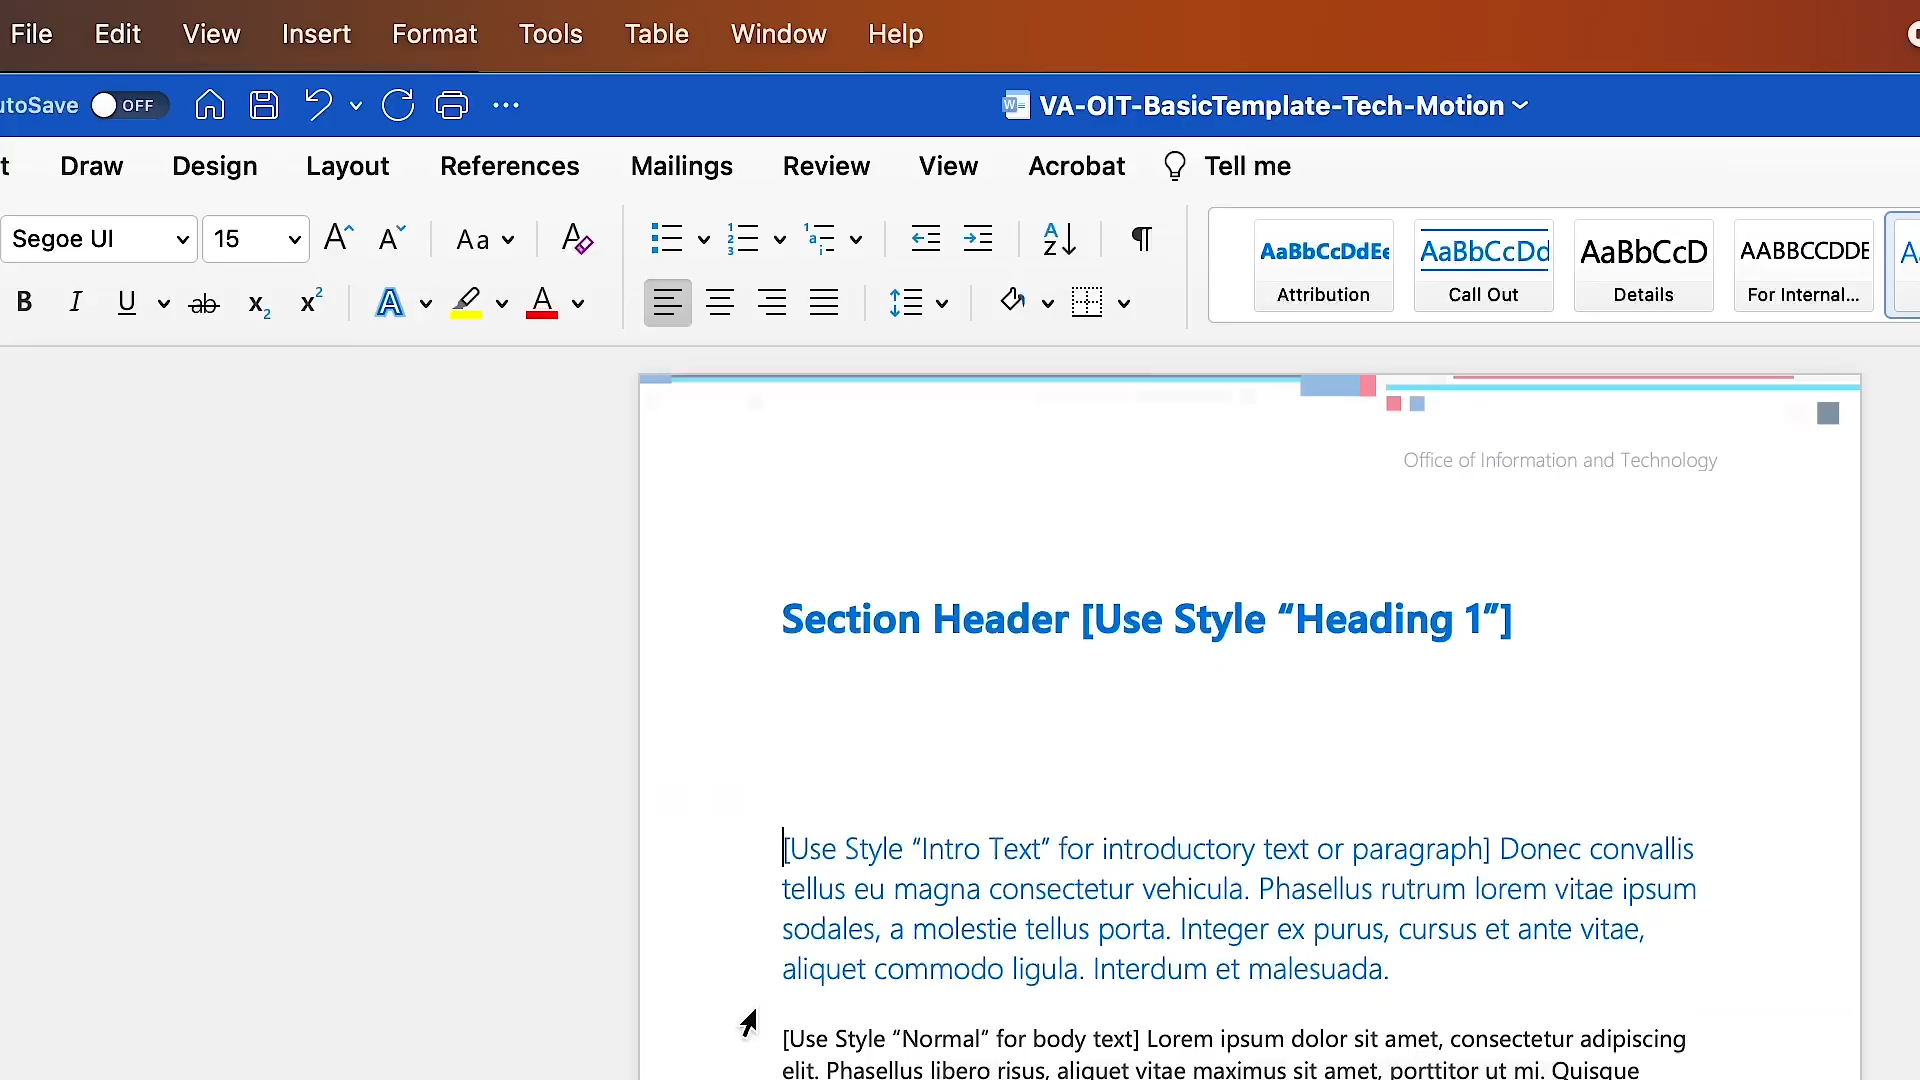 File Edit View Insert Format Tools Table Window Help
utoSave OFF VA-OIT-BasicTemplate-Tech-Motion
t Draw Design Layout References Mailings Review View Acrobat Tell me
Segoe UI 15 Aa AaBbCcDdEe AaBbCcDd AaBbCcD AABBCCDDE
B I U ab x2 x2 A A Attribution Call Out Details For Internal...
Office of Information and Technology
Section Header [Use Style “Heading 1”]
[Use Style “Intro Text” for introductory text or paragraph] Donec convallis
tellus eu magna consectetur vehicula. Phasellus rutrum lorem vitae ipsum
sodales, a molestie tellus porta. Integer ex purus, cursus et ante vitae,
aliquet commodo ligula. Interdum et malesuada.
[Use Style “Normal” for body text] Lorem ipsum dolor sit amet, consectetur adipiscing
elit. Phasellus libero risus, aliquet vitae maximus sit amet, porttitor ut mi. Quisque